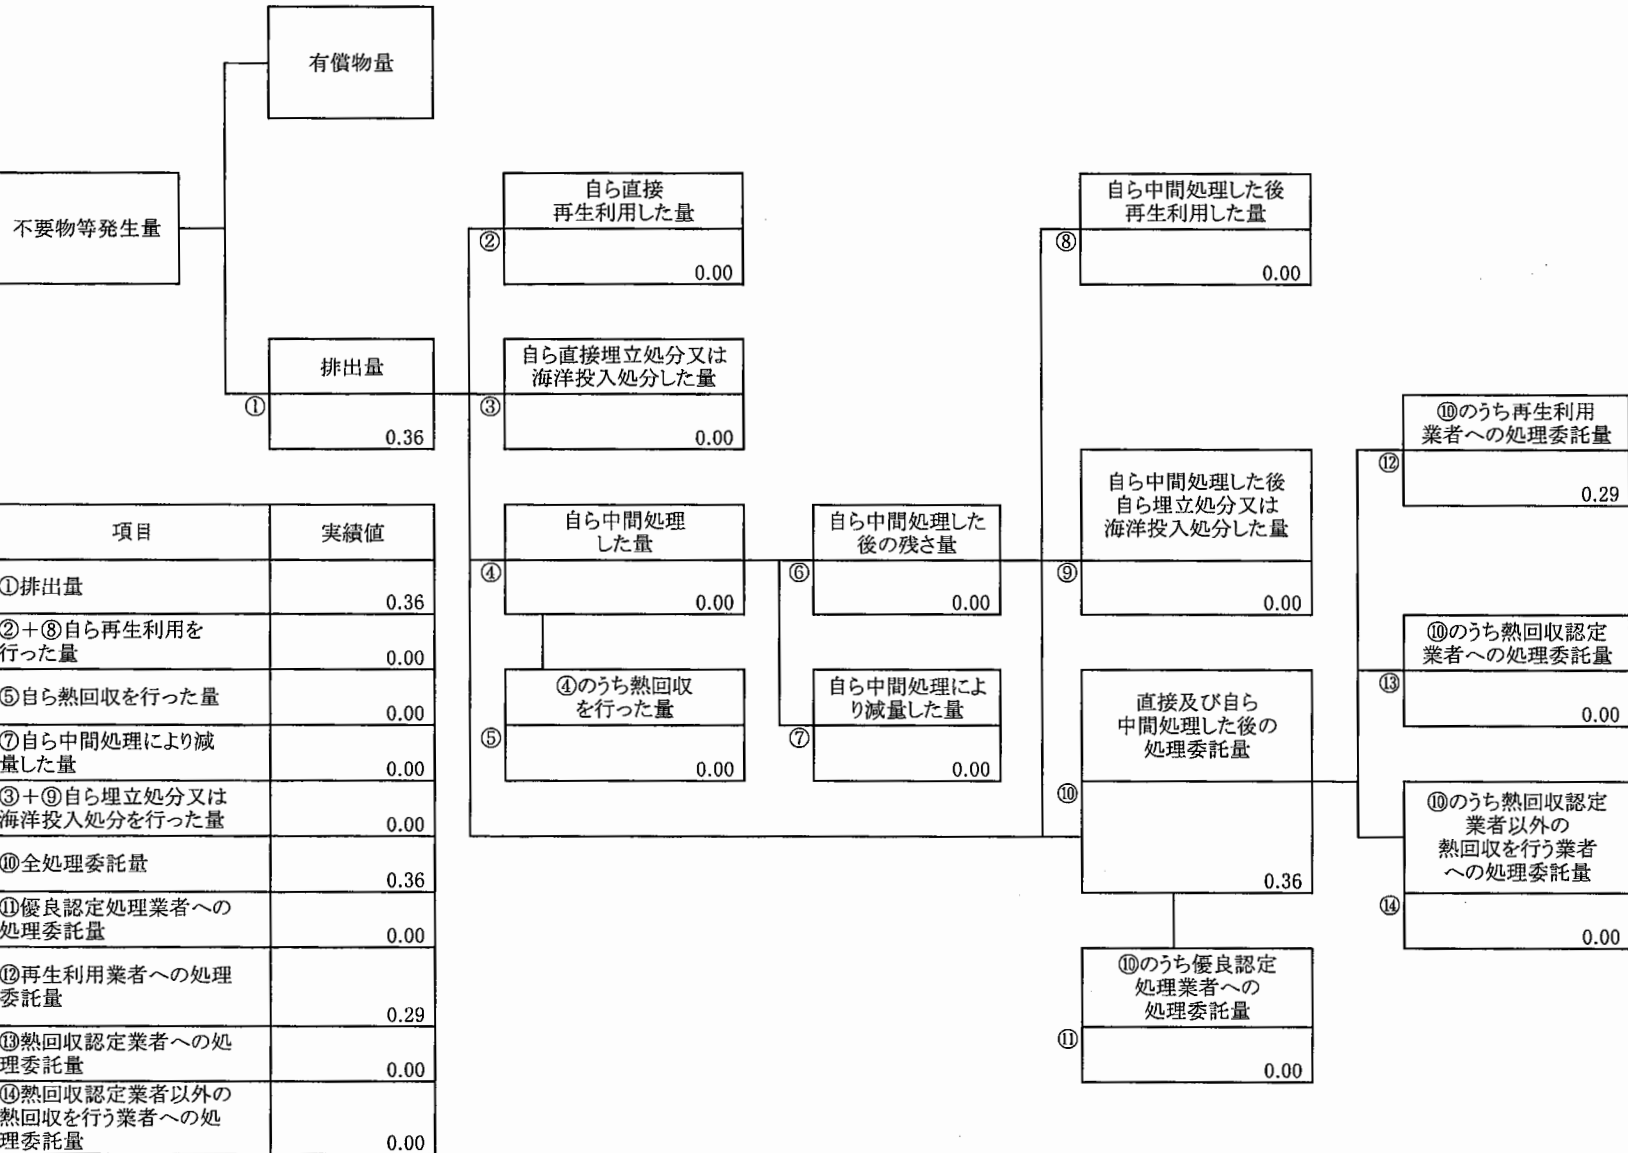 有償物量
不要物等発生量
排出量
①
0.36
自ら直接
再生利用した量
②
0.00
自ら直接埋立処分又は
海洋投入処分した量
③
0.00
自ら中間処理
した量
④
0.00
④のうち熱回収
を行った量
⑤
0.00
自ら中間処理した
後の残さ量
⑥
0.00
自ら中間処理によ
り減量した量
⑦
0.00
自ら中間処理した後
再生利用した量
⑧
0.00
自ら中間処理した後
自ら埋立処分又は
海洋投入処分した量
⑨
0.00
直接及び自ら
中間処理した後の
処理委託量
⑩
0.36
⑩のうち優良認定
処理業者への
処理委託量
⑪
0.00
⑩のうち再生利用
業者への処理委託量
⑫
0.29
⑩のうち熱回収認定
業者への処理委託量
⑬
0.00
⑩のうち熱回収認定
業者以外の
熱回収を行う業者
への処理委託量
⑭
0.00
項目 実績値
①排出量
0.36
②＋⑧自ら再生利用を
行った量
0.00
⑤自ら熱回収を行った量
0.00
⑦自ら中間処理により減
量した量
0.00
③＋⑨自ら埋立処分又は
海洋投入処分を行った量
0.00
⑩全処理委託量
0.36
⑪優良認定処理業者への
処理委託量
0.00
⑫再生利用業者への処理
委託量
0.29
⑬熱回収認定業者への処
理委託量
0.00
⑭熱回収認定業者以外の
熱回収を行う業者への処
理委託量
0.00